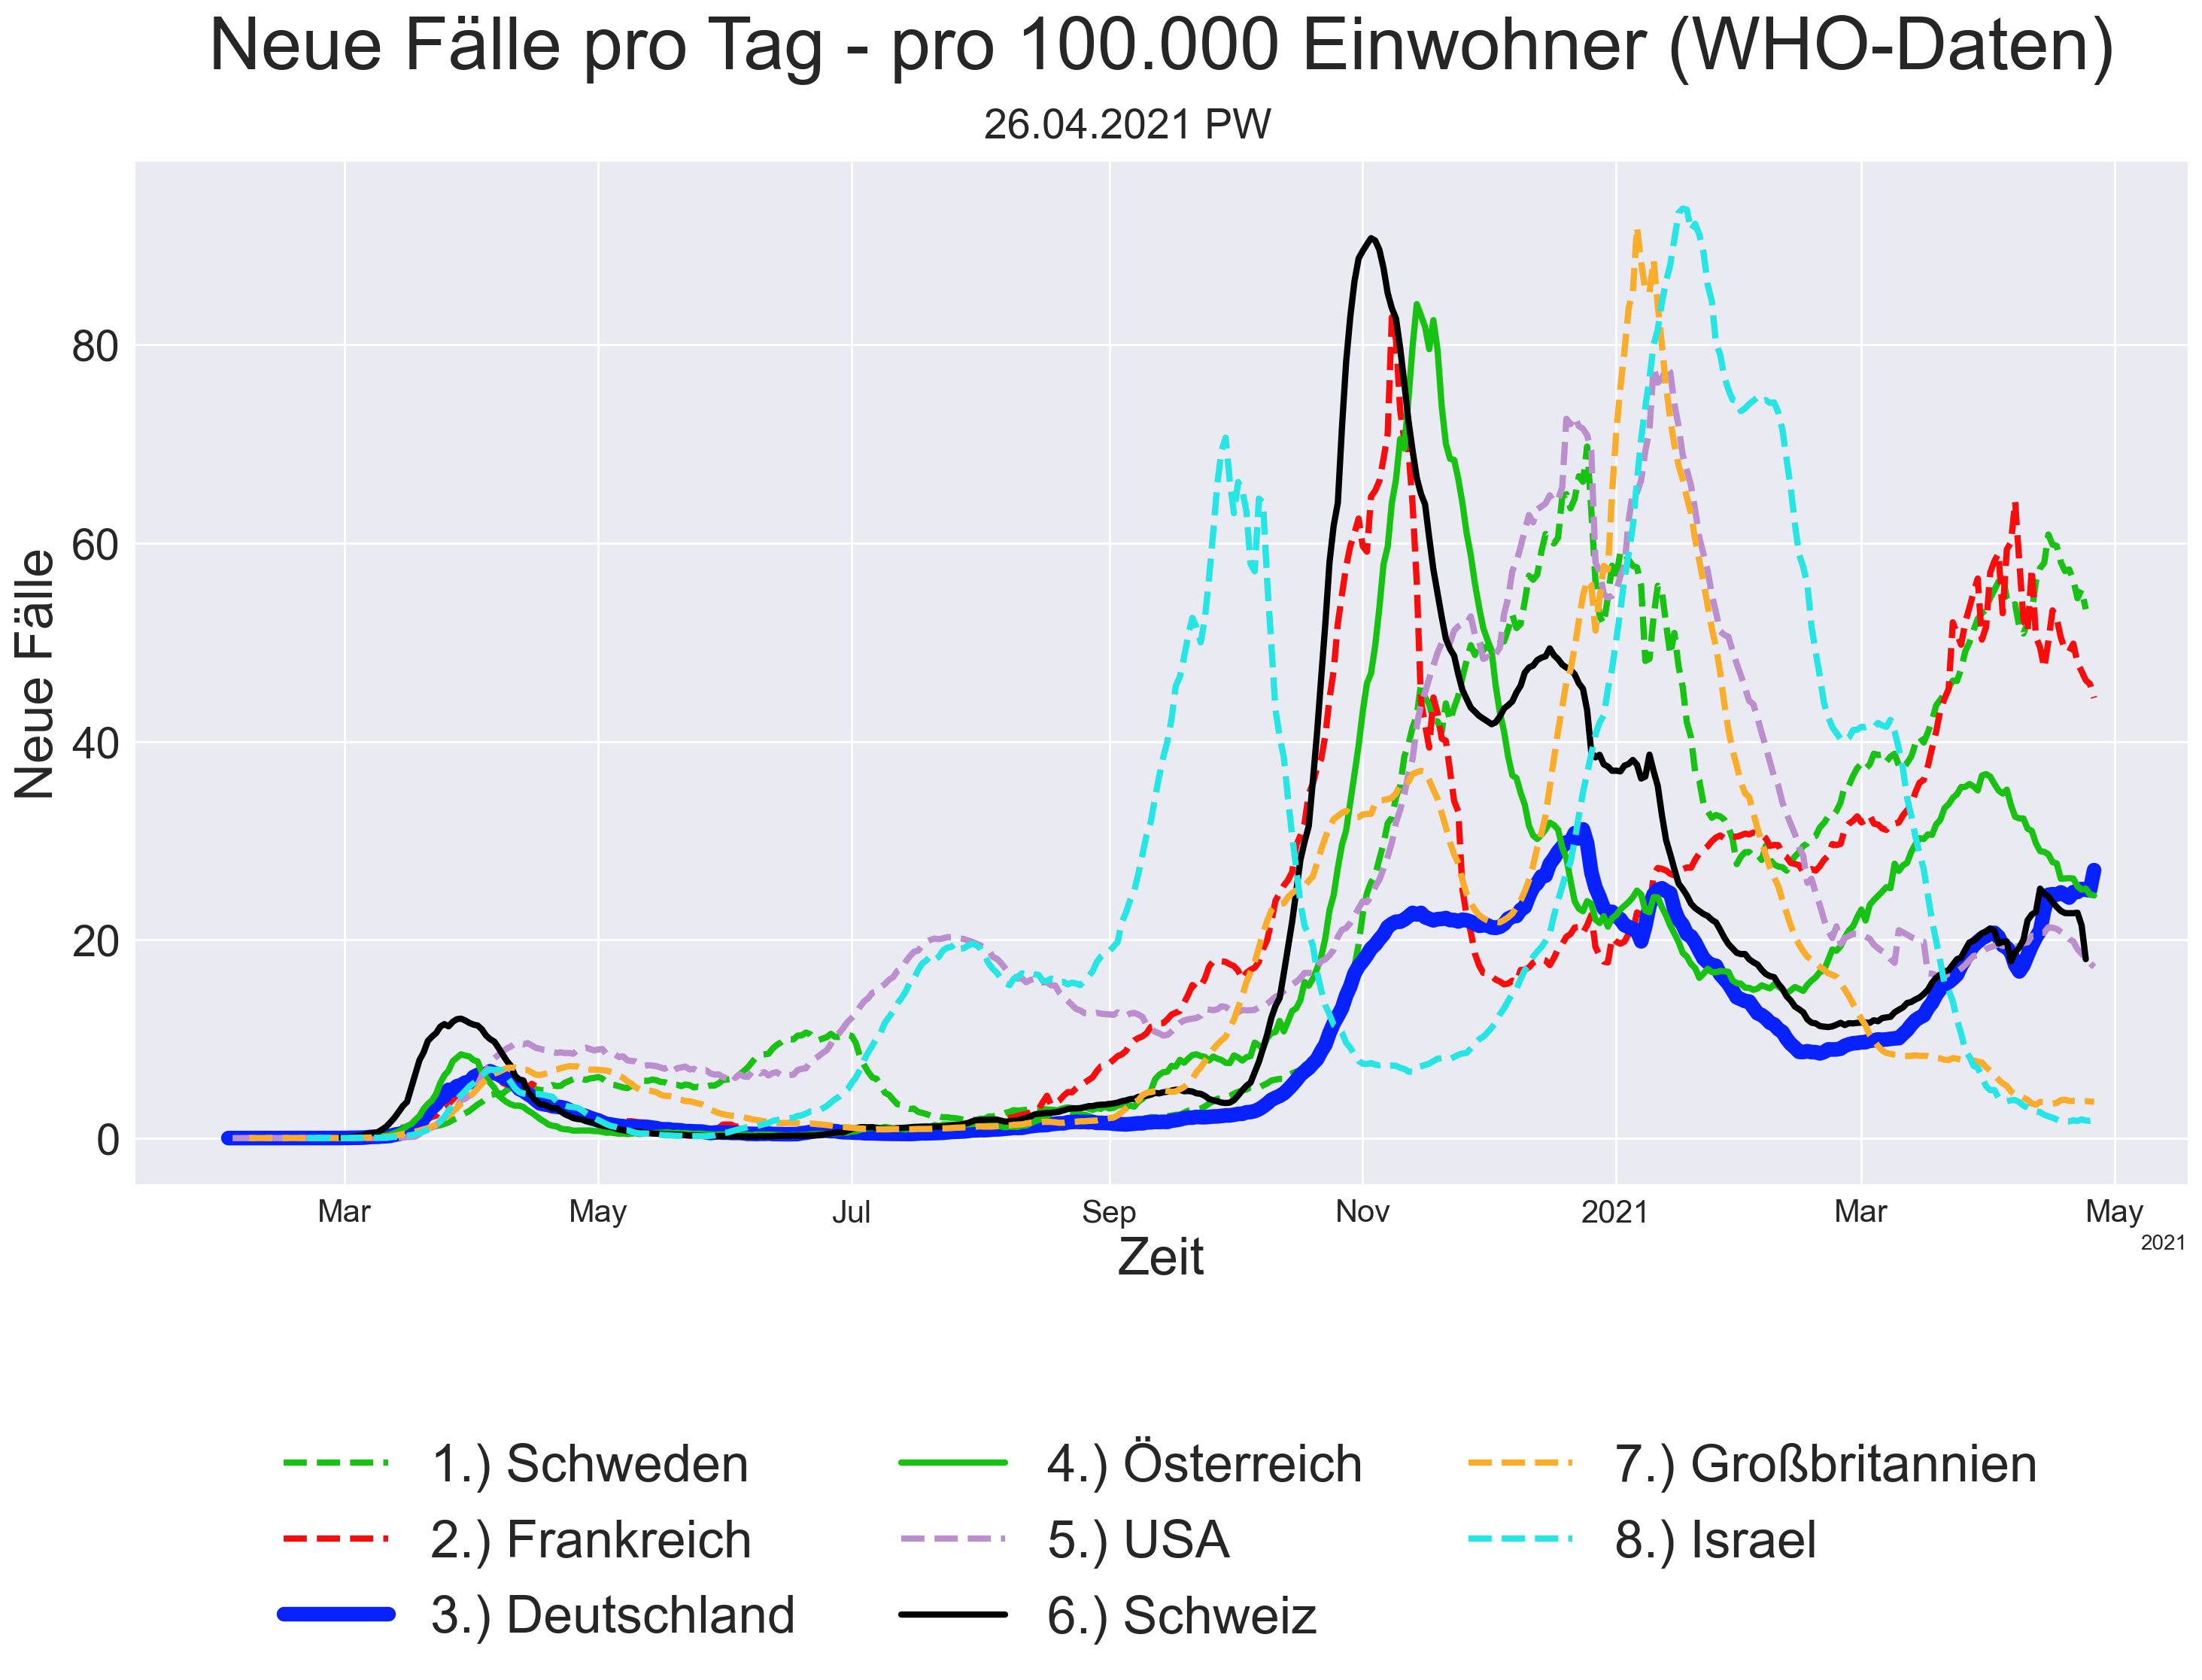 Neue Fälle pro Tag - pro 100.000 Einwohner (WHO-Daten)
26.04.2021 PW
Neue Fälle
80
60
40
20
0
Mar May Jul Sep Nov 2021 Mar May
2021
Zeit
1.) Schweden
2.) Frankreich
3.) Deutschland
4.) Österreich
5.) USA
6.) Schweiz
7.) Großbritannien
8.) Israel